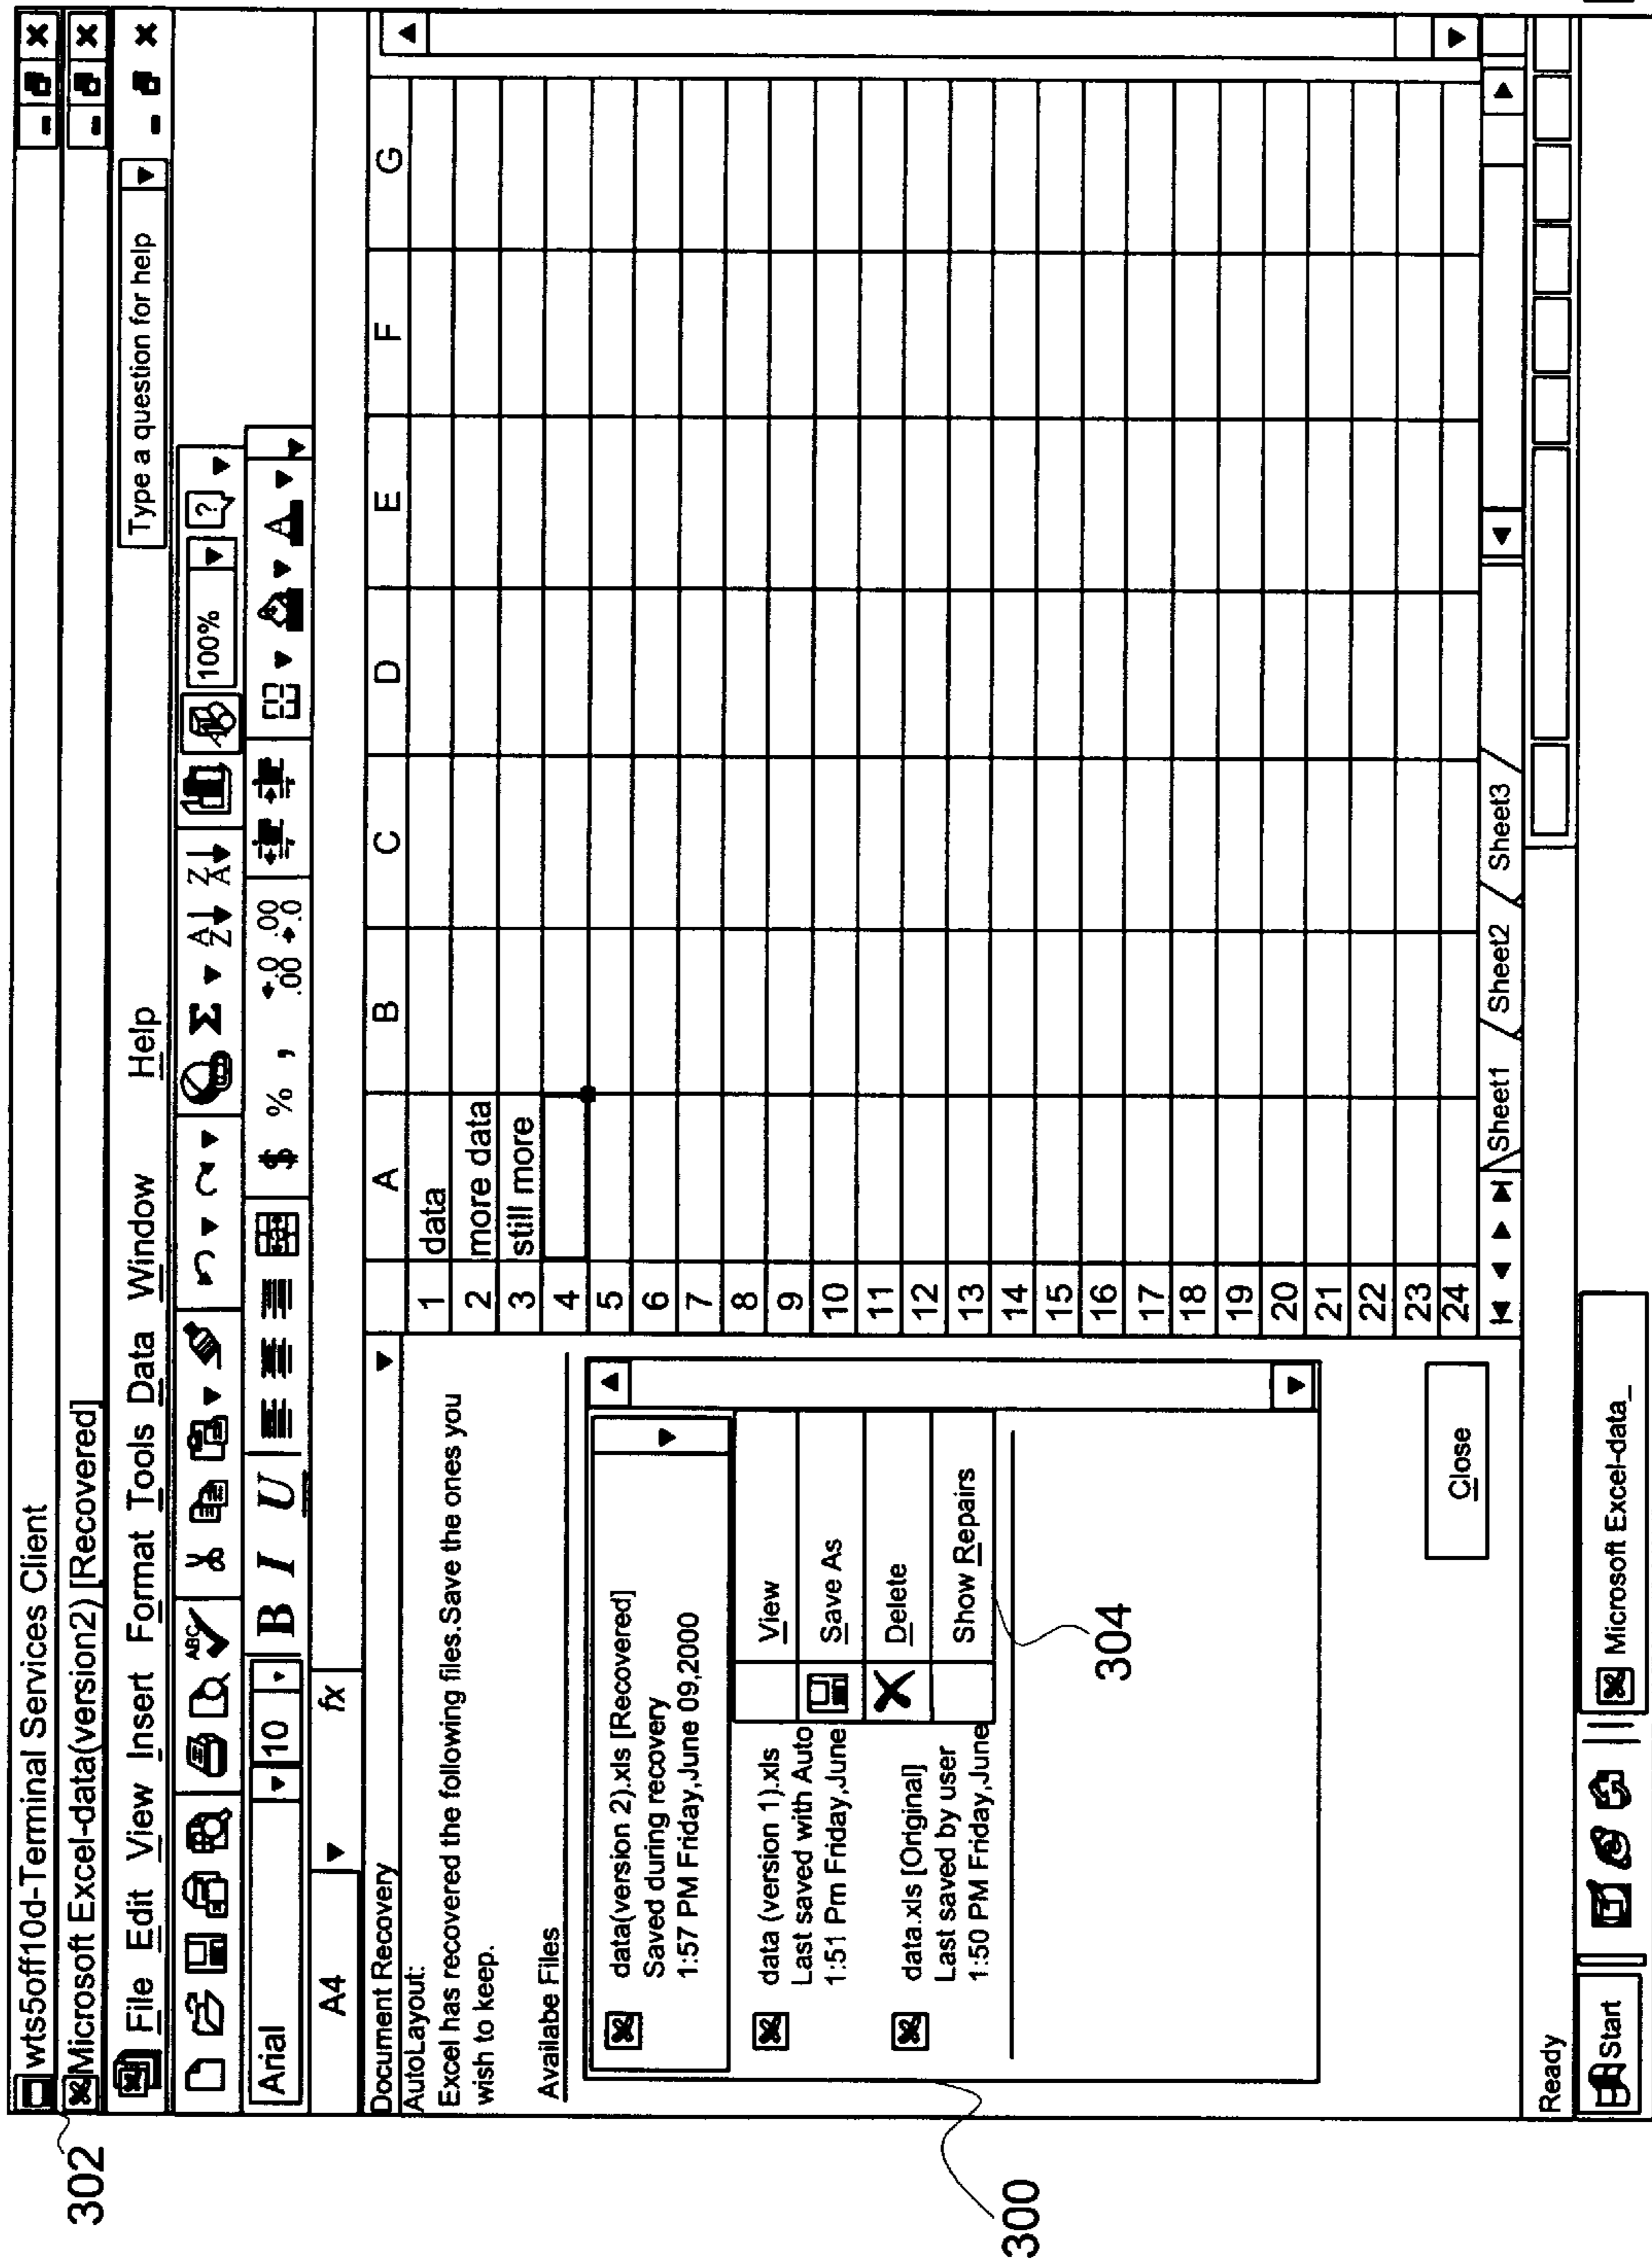 wts5off10d-Terminal Services Client
Microsoft Excel-data(version2) [Recovered]
File Edit View Insert Format Tools Data Window Help Type a question for help
ABC Σ A Z Z A 100% ?
Arial 10 B I U $ % , .0 .00 .00 .0 A
A4 fx
Document Recovery
AutoLayout:
Excel has recovered the following files.Save the ones you
wish to keep.
Availabe Files
data(version 2).xls [Recovered]
Saved during recovery
1:57 PM Friday,June 09,2000
data (version 1).xls
Last saved with Auto
1:51 Pm Friday,June
data.xls [Original]
Last saved by user
1:50 PM Friday,June
View
Save As
Delete
Show Repairs
Close
A B C D E F G
1 data
2 more data
3 still more
4
5
6
7
8
9
10
11
12
13
14
15
16
17
18
19
20
21
22
23
24
Sheet1 Sheet2 Sheet3
Ready
Start Microsoft Excel-data_
302
300
304